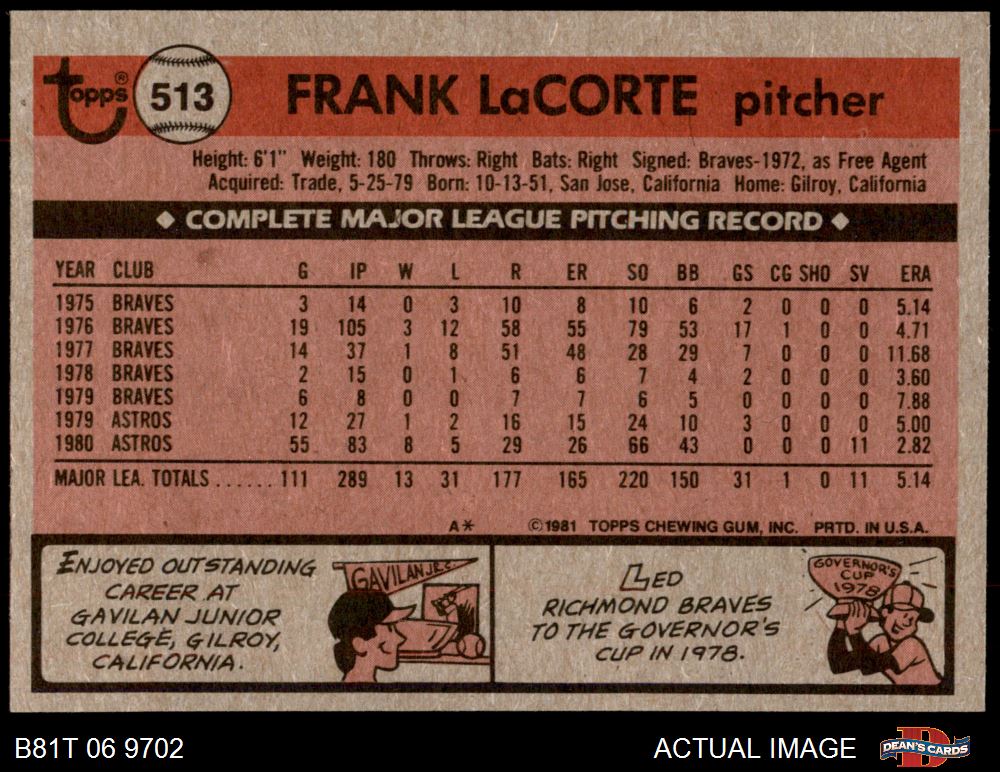 topps® 513 FRANK LaCORTE pitcher
Height: 6'1" Weight: 180 Throws: Right Bats: Right Signed: Braves-1972, as Free Agent
Acquired: Trade, 5-25-79 Born: 10-13-51, San Jose, California Home: Gilroy, California
◆ COMPLETE MAJOR LEAGUE PITCHING RECORD ◆
YEAR CLUB G IP W L R ER SO BB GS CG SHO SV ERA
1975 BRAVES 3 14 0 3 10 8 10 6 2 0 0 0 5.14
1976 BRAVES 19 105 3 12 58 55 79 53 17 1 0 0 4.71
1977 BRAVES 14 37 1 8 51 48 28 29 7 0 0 0 11.68
1978 BRAVES 2 15 0 1 6 6 7 4 2 0 0 0 3.60
1979 BRAVES 6 8 0 0 7 7 6 5 0 0 0 0 7.88
1979 ASTROS 12 27 1 2 16 15 24 10 3 0 0 0 5.00
1980 ASTROS 55 83 8 5 29 26 66 43 0 0 0 11 2.82
MAJOR LEA. TOTALS ...... 111 289 13 31 177 165 220 150 31 1 0 11 5.14
A* ©1981 TOPPS CHEWING GUM, INC. PRTD. IN U.S.A.
ENJOYED OUTSTANDING
CAREER AT
GAVILAN JUNIOR
COLLEGE, GILROY,
CALIFORNIA.
GAVILAN JR. C.
LED
RICHMOND BRAVES
TO THE GOVERNOR'S
CUP IN 1978.
GOVERNOR'S
CUP
1978
B81T 06 9702 ACTUAL IMAGE DEAN'S CARDS